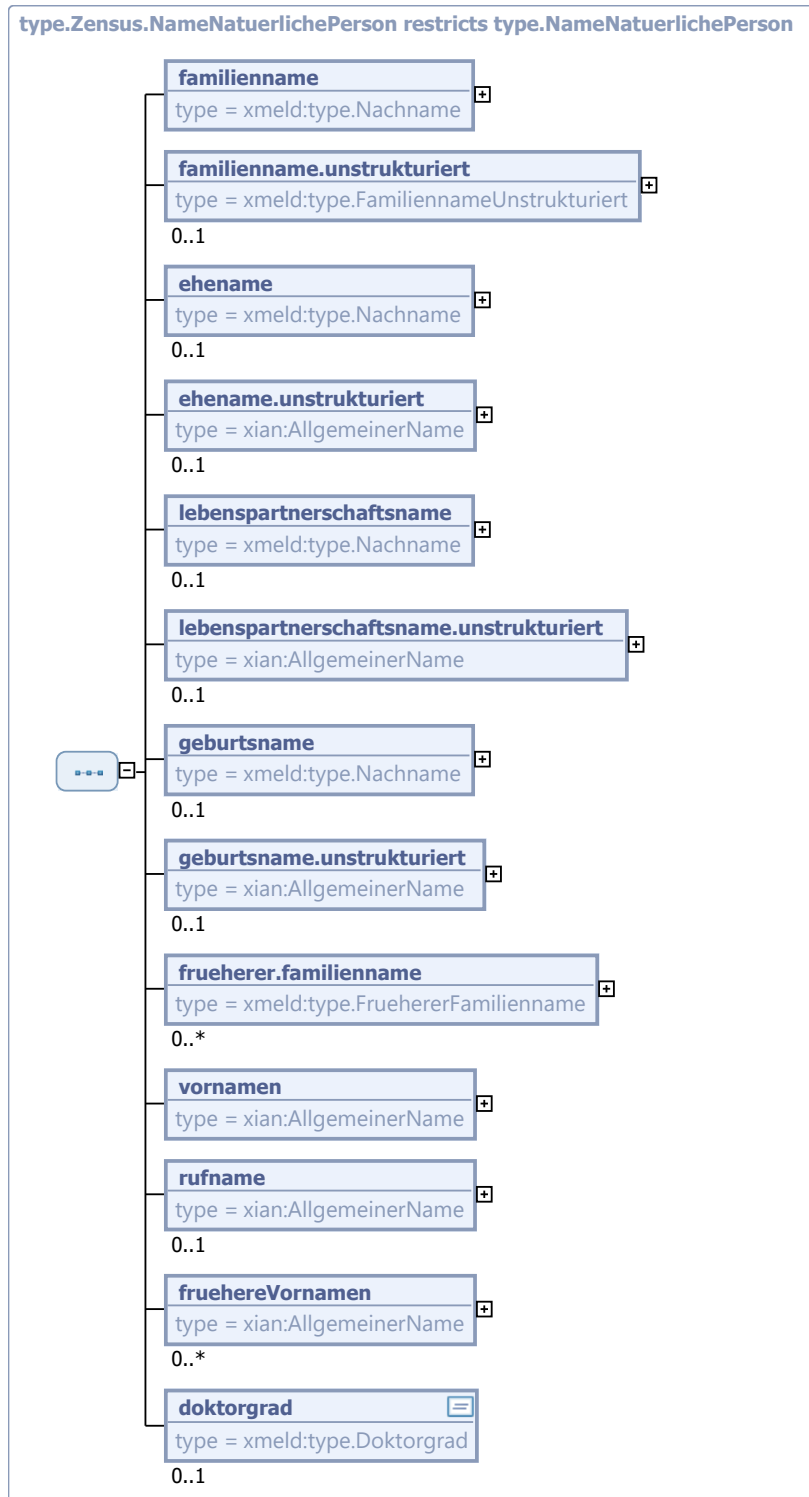 type.Zensus.NameNatuerlichePerson restricts type.NameNatuerlichePerson
familienname
type = xmeld:type.Nachname
familienname.unstrukturiert
type = xmeld:type.FamiliennameUnstrukturiert
0..1
ehename
type = xmeld:type.Nachname
0..1
ehename.unstrukturiert
type = xian:AllgemeinerName
0..1
lebenspartnerschaftsname
type = xmeld:type.Nachname
0..1
lebenspartnerschaftsname.unstrukturiert
type = xian:AllgemeinerName
0..1
geburtsname
type = xmeld:type.Nachname
0..1
geburtsname.unstrukturiert
type = xian:AllgemeinerName
0..1
frueherer.familienname
type = xmeld:type.FruehererFamilienname
0..*
vornamen
type = xian:AllgemeinerName
rufname
type = xian:AllgemeinerName
0..1
fruehereVornamen
type = xian:AllgemeinerName
0..*
doktorgrad
type = xmeld:type.Doktorgrad
0..1